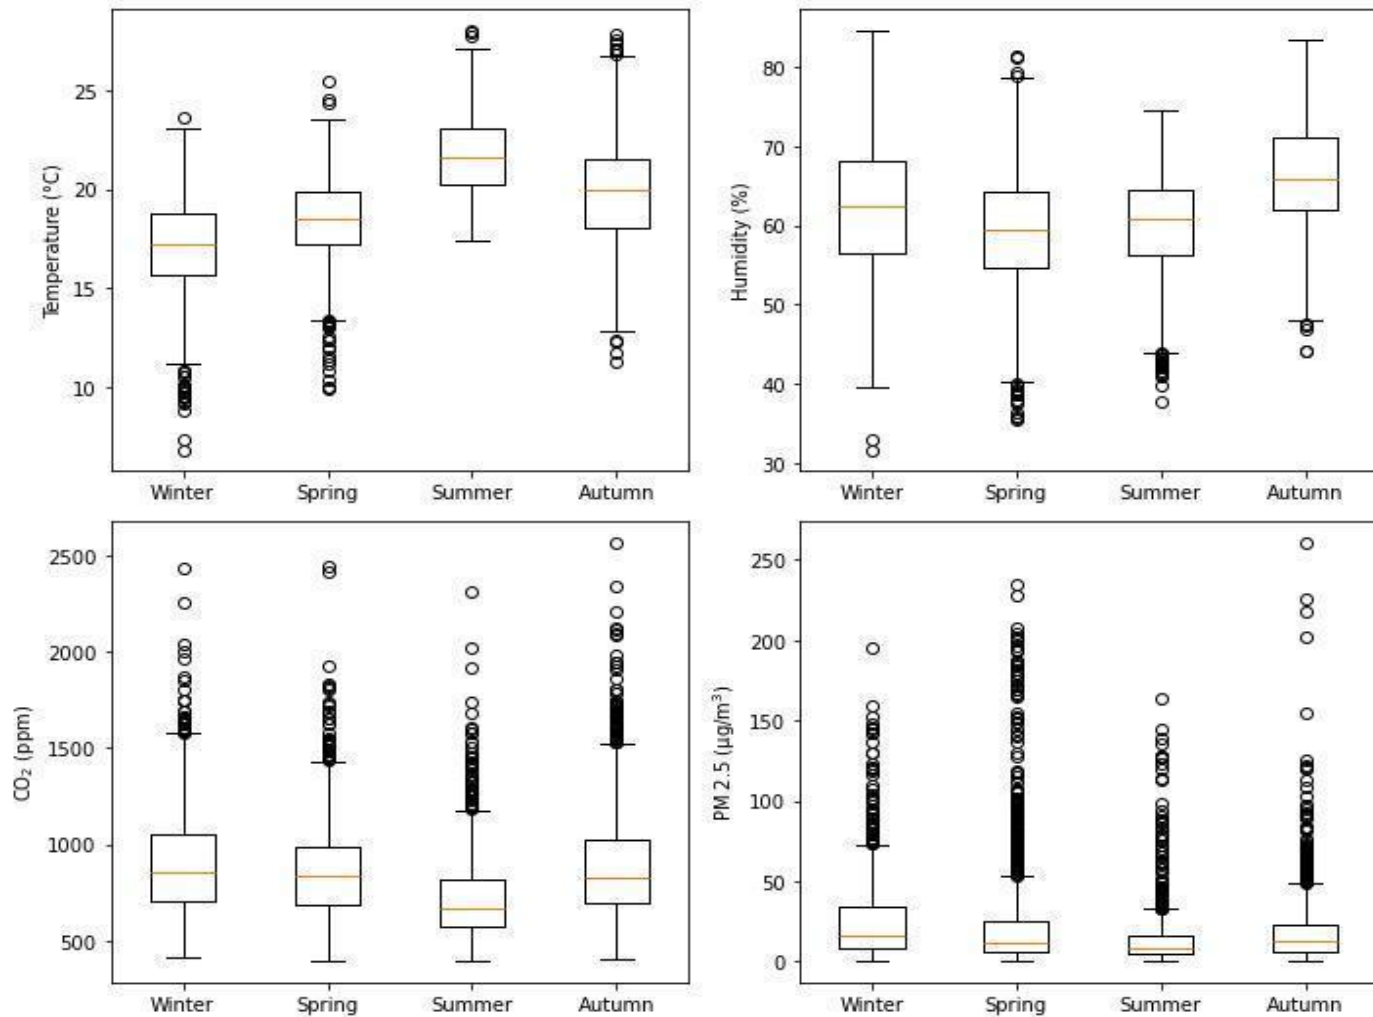 Temperature (°C)
25
20
15
10
Winter Spring Summer Autumn
Humidity (%)
80
70
60
50
40
30
Winter Spring Summer Autumn
CO₂ (ppm)
2500
2000
1500
1000
500
Winter Spring Summer Autumn
PM 2.5 (µg/m³)
250
200
150
100
50
0
Winter Spring Summer Autumn